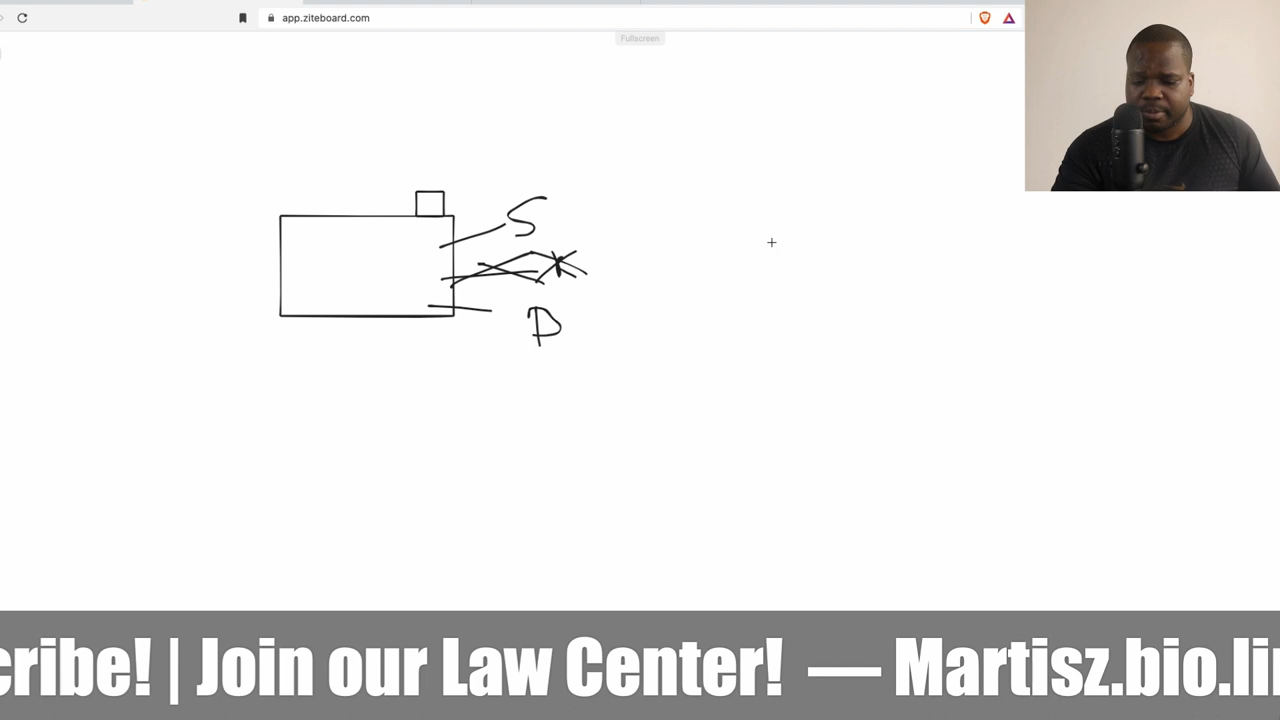 app.ziteboard.com
Fullscreen
S
D
cribe! | Join our Law Center! — Martisz.bio.li